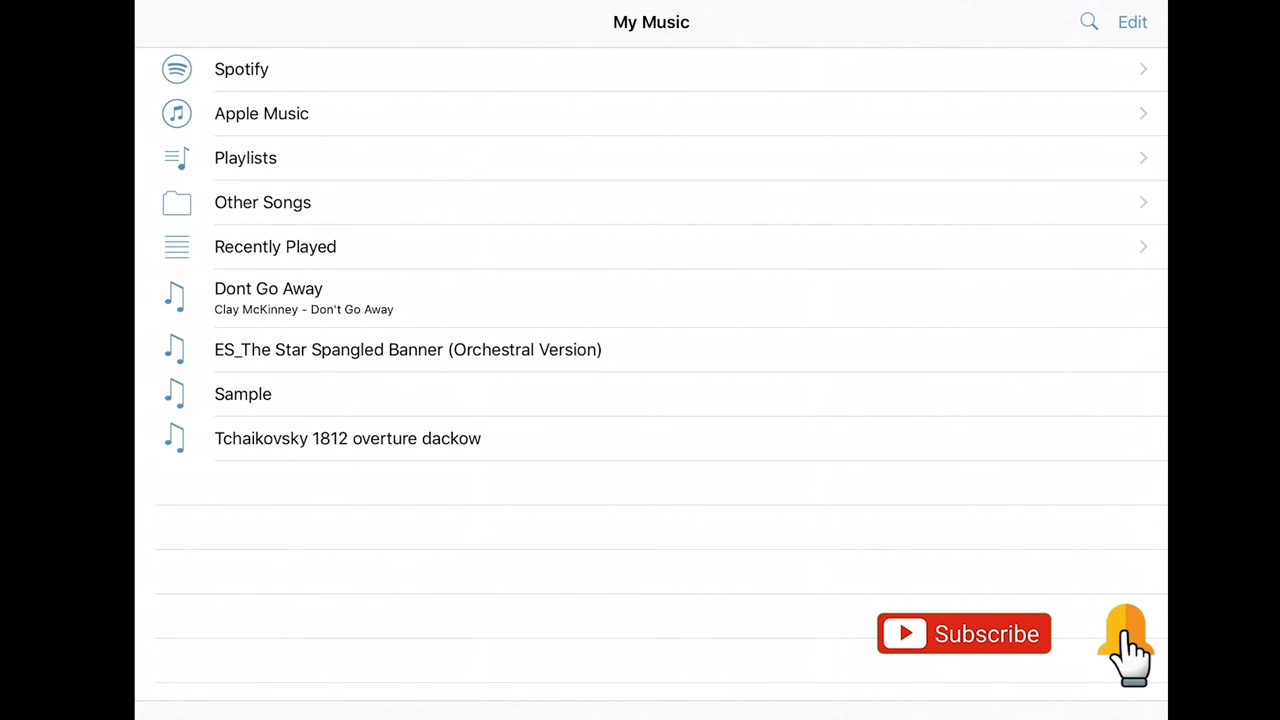 My Music
Edit
Spotify
Apple Music
Playlists
Other Songs
Recently Played
Dont Go Away
Clay McKinney - Don't Go Away
ES_The Star Spangled Banner (Orchestral Version)
Sample
Tchaikovsky 1812 overture dackow
Subscribe